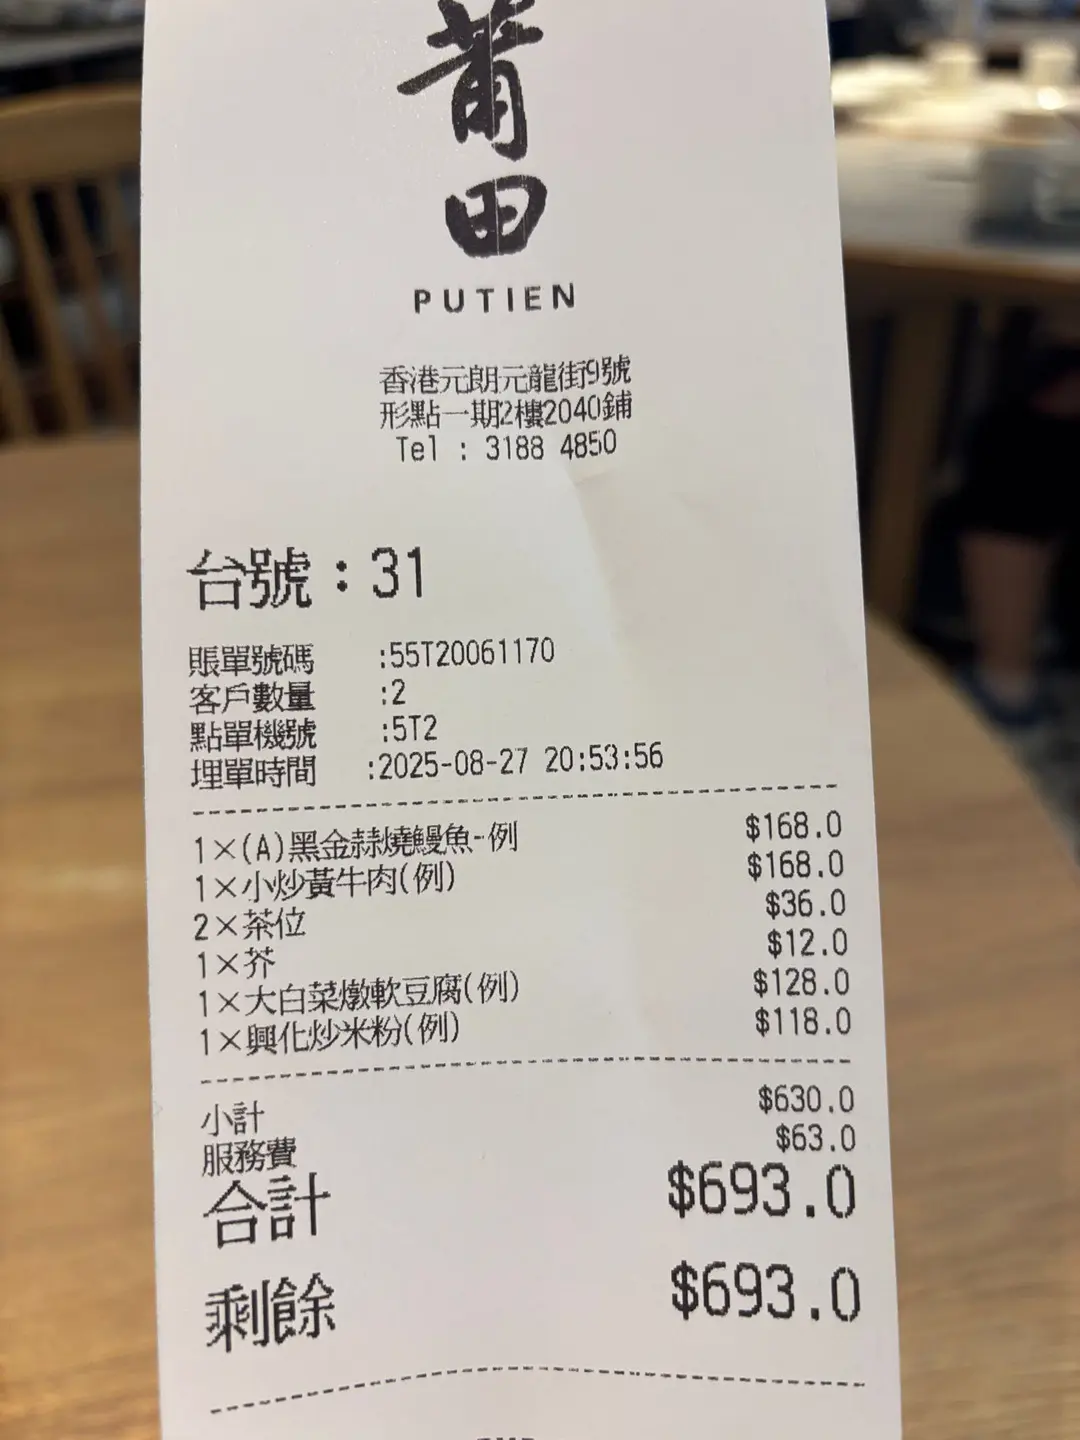 莆
田
PUTIEN
香港元朗元龍街9號
形點一期2樓2040鋪
Tel : 3188 4850
台號：31
賬單號碼 :55T20061170
客戶數量 :2
點單機號 :5T2
埋單時間 :2025-08-27 20:53:56
1×(A)黑金蒜燒鰻魚-例 $168.0
1×小炒黃牛肉(例) $168.0
2×茶位 $36.0
1×芥 $12.0
1×大白菜燉軟豆腐(例) $128.0
1×興化炒米粉(例) $118.0
小計 $630.0
服務費 $63.0
合計 $693.0
剩餘 $693.0